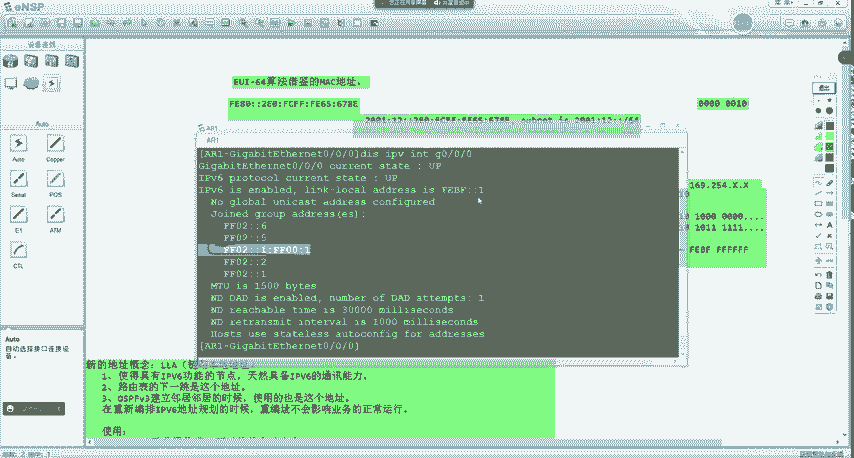 eNSP
EUI-64算法借鉴的MAC地址、
FE80::2E0:FCFF:FE65:678E
0000 0010
AR1
AR1
[AR1-GigabitEthernet0/0/0]dis ipv int g0/0/0
GigabitEthernet0/0/0 current state : UP
IPv6 protocol current state : UP
IPv6 is enabled, link-local address is FEBF::1
No global unicast address configured
Joined group address(es):
FF02::6
FF02::5
FF02::1:FF00:1
FF02::2
FF02::1
MTU is 1500 bytes
ND DAD is enabled, number of DAD attempts: 1
ND reachable time is 30000 milliseconds
ND retransmit interval is 1000 milliseconds
Hosts use stateless autoconfig for addresses
[AR1-GigabitEthernet0/0/0]
169.254.X.X
1000 0000....
1011 1111....
FE8F FFFFFF
Auto
Auto
Copper
Serial
POS
E1
ATM
CTL
Auto
自动选择接口连接设备。
新的地址概念：LLA
1、使得具有IPV6功能的节点，天然具备IPV6的通讯能力、
2、路由表的下一跳是这个地址。
3、OSPFv3建立邻居邻居的时候，使用的也是这个地址。
在重新编排IPV6地址规划的时候，重编址不会影响业务的正常运行。
使用：